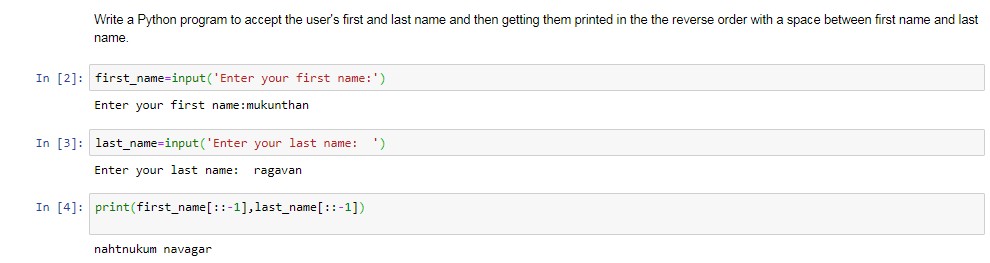 Write a Python program to accept the user's first and last name and then getting them printed in the the reverse order with a space between first name and last
name.
In [2]: first_name=input('Enter your first name:')
Enter your first name:mukunthan
In [3]: last_name=input('Enter your last name:  ')
Enter your last name:  ragavan
In [4]: print(first_name[::-1],last_name[::-1])
nahtnukum navagar